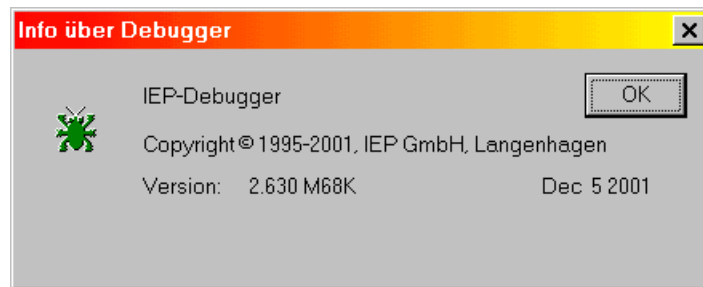 Info über Debugger
IEP-Debugger
OK
Copyright © 1995-2001, IEP GmbH, Langenhagen
Version: 2.630 M68K Dec 5 2001